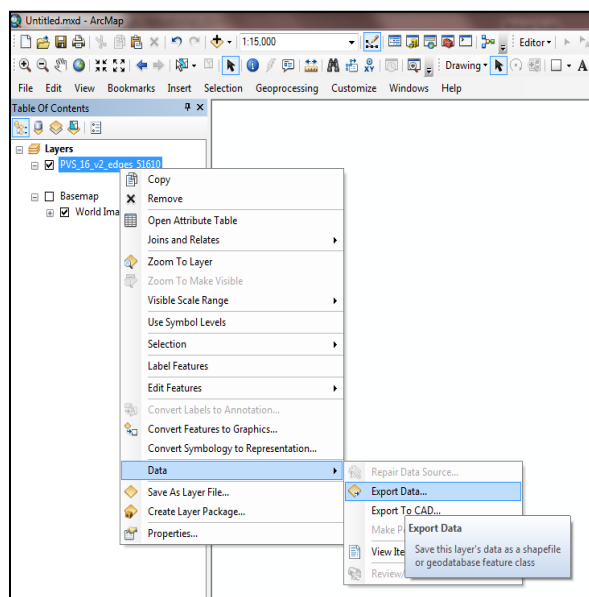 Untitled.mxd - ArcMap
1:15,000
Editor
Drawing
A
File Edit View Bookmarks Insert Selection Geoprocessing Customize Windows Help
Table Of Contents
Layers
PVS_16_v2_edges_51610
Basemap
World Ima
Copy
Remove
Open Attribute Table
Joins and Relates
Zoom To Layer
Zoom To Make Visible
Visible Scale Range
Use Symbol Levels
Selection
Label Features
Edit Features
Convert Labels to Annotation...
Convert Features to Graphics...
Convert Symbology to Representation...
Data
Save As Layer File...
Create Layer Package...
Properties...
Repair Data Source...
Export Data...
Export To CAD...
Make P
View Ite
Review/
Export Data
Save this layer's data as a shapefile
or geodatabase feature class